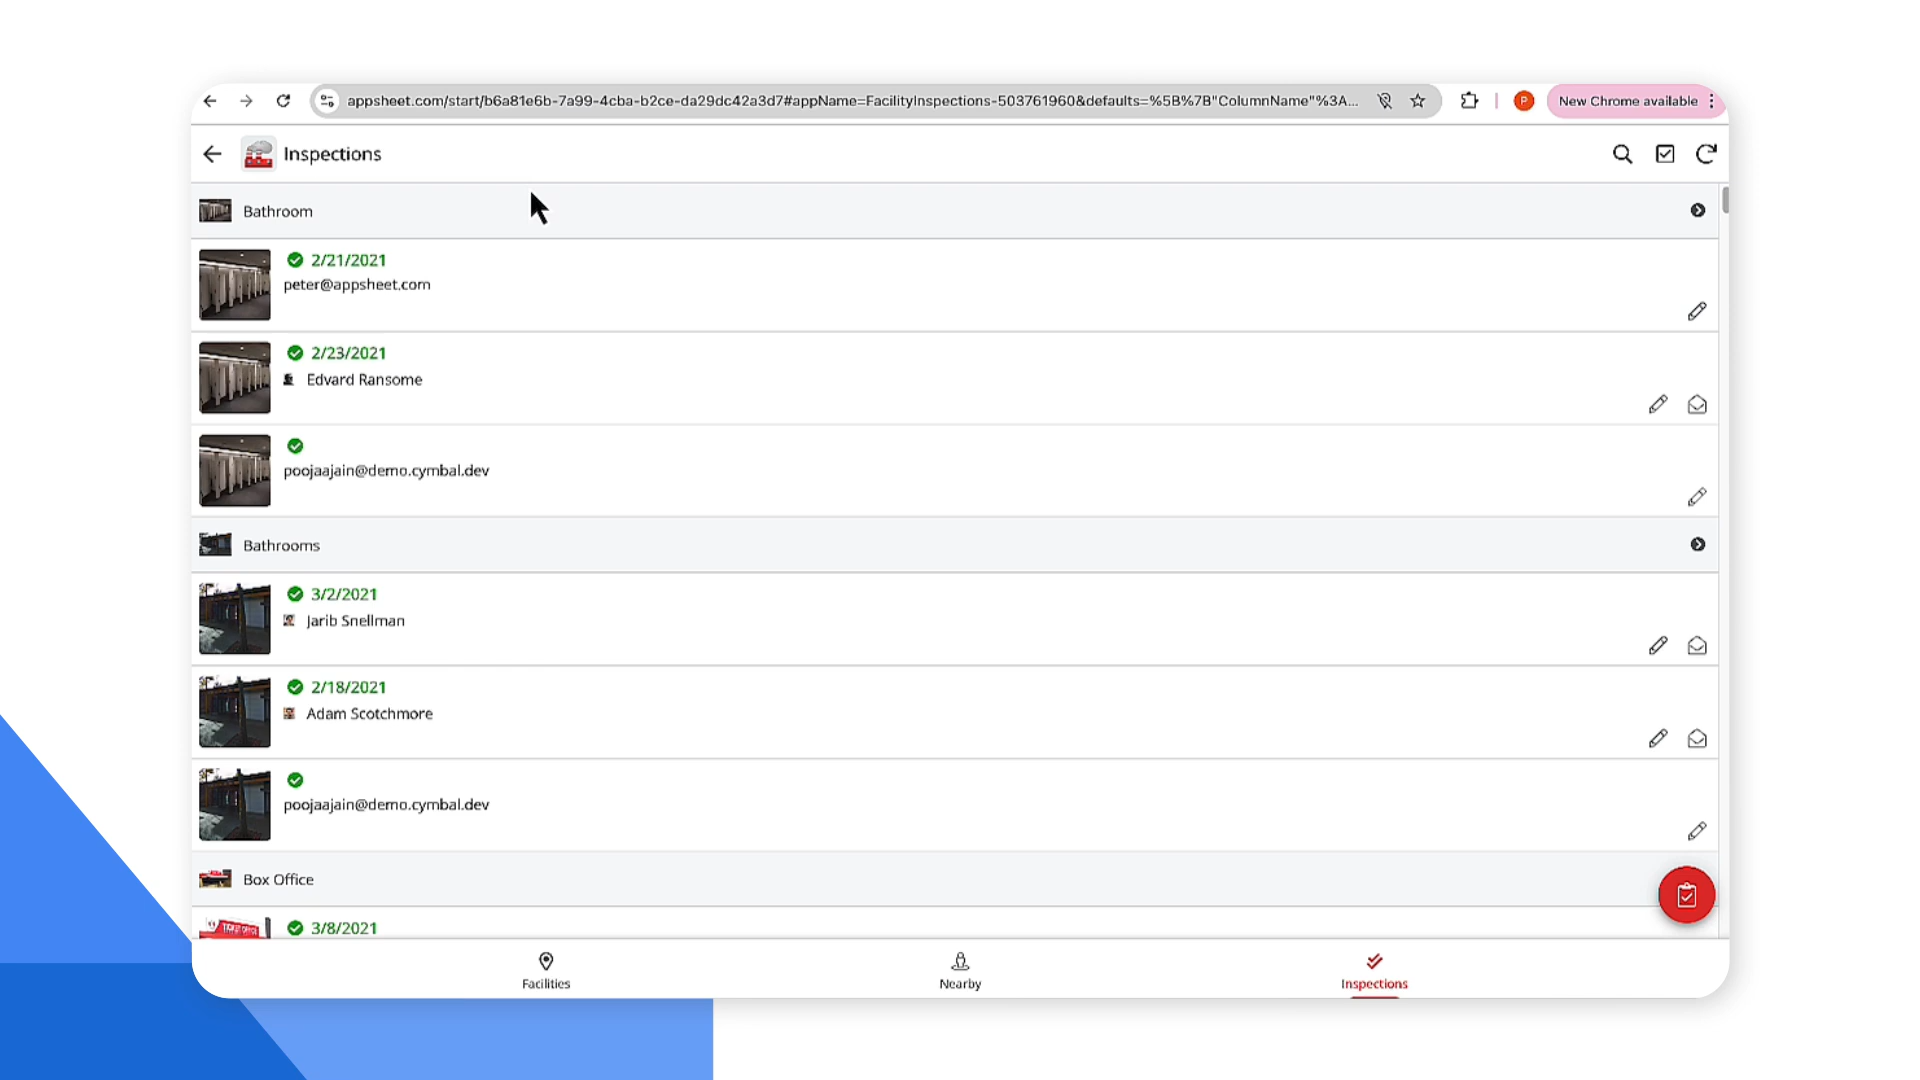 appsheet.com/start/b6a81e6b-7a99-4cba-b2ce-da29dc42a3d7#appName=FacilityInspections-503761960&defaults=%5B%7B"ColumnName"%3A...
P
New Chrome available
Inspections
Bathroom
2/21/2021
peter@appsheet.com
2/23/2021
Edvard Ransome
poojaajain@demo.cymbal.dev
Bathrooms
3/2/2021
Jarib Snellman
2/18/2021
Adam Scotchmore
poojaajain@demo.cymbal.dev
Box Office
TICKET OFFICE
3/8/2021
Facilities
Nearby
Inspections